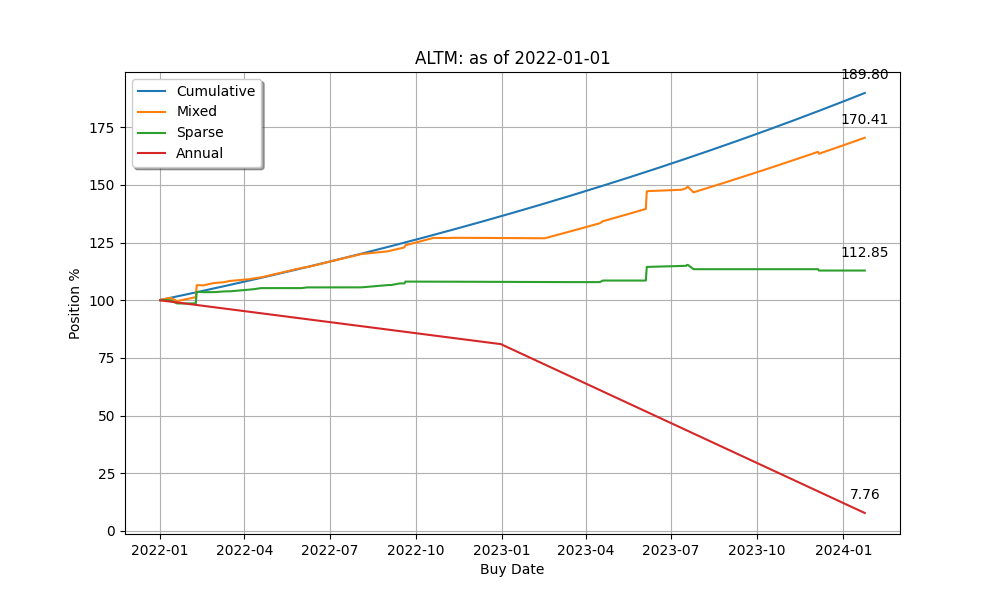 ALTM: as of 2022-01-01
Cumulative
Mixed
Sparse
Annual
189.80
170.41
112.85
7.76
175
150
125
100
75
50
25
0
Position %
2022-01 2022-04 2022-07 2022-10 2023-01 2023-04 2023-07 2023-10 2024-01
Buy Date